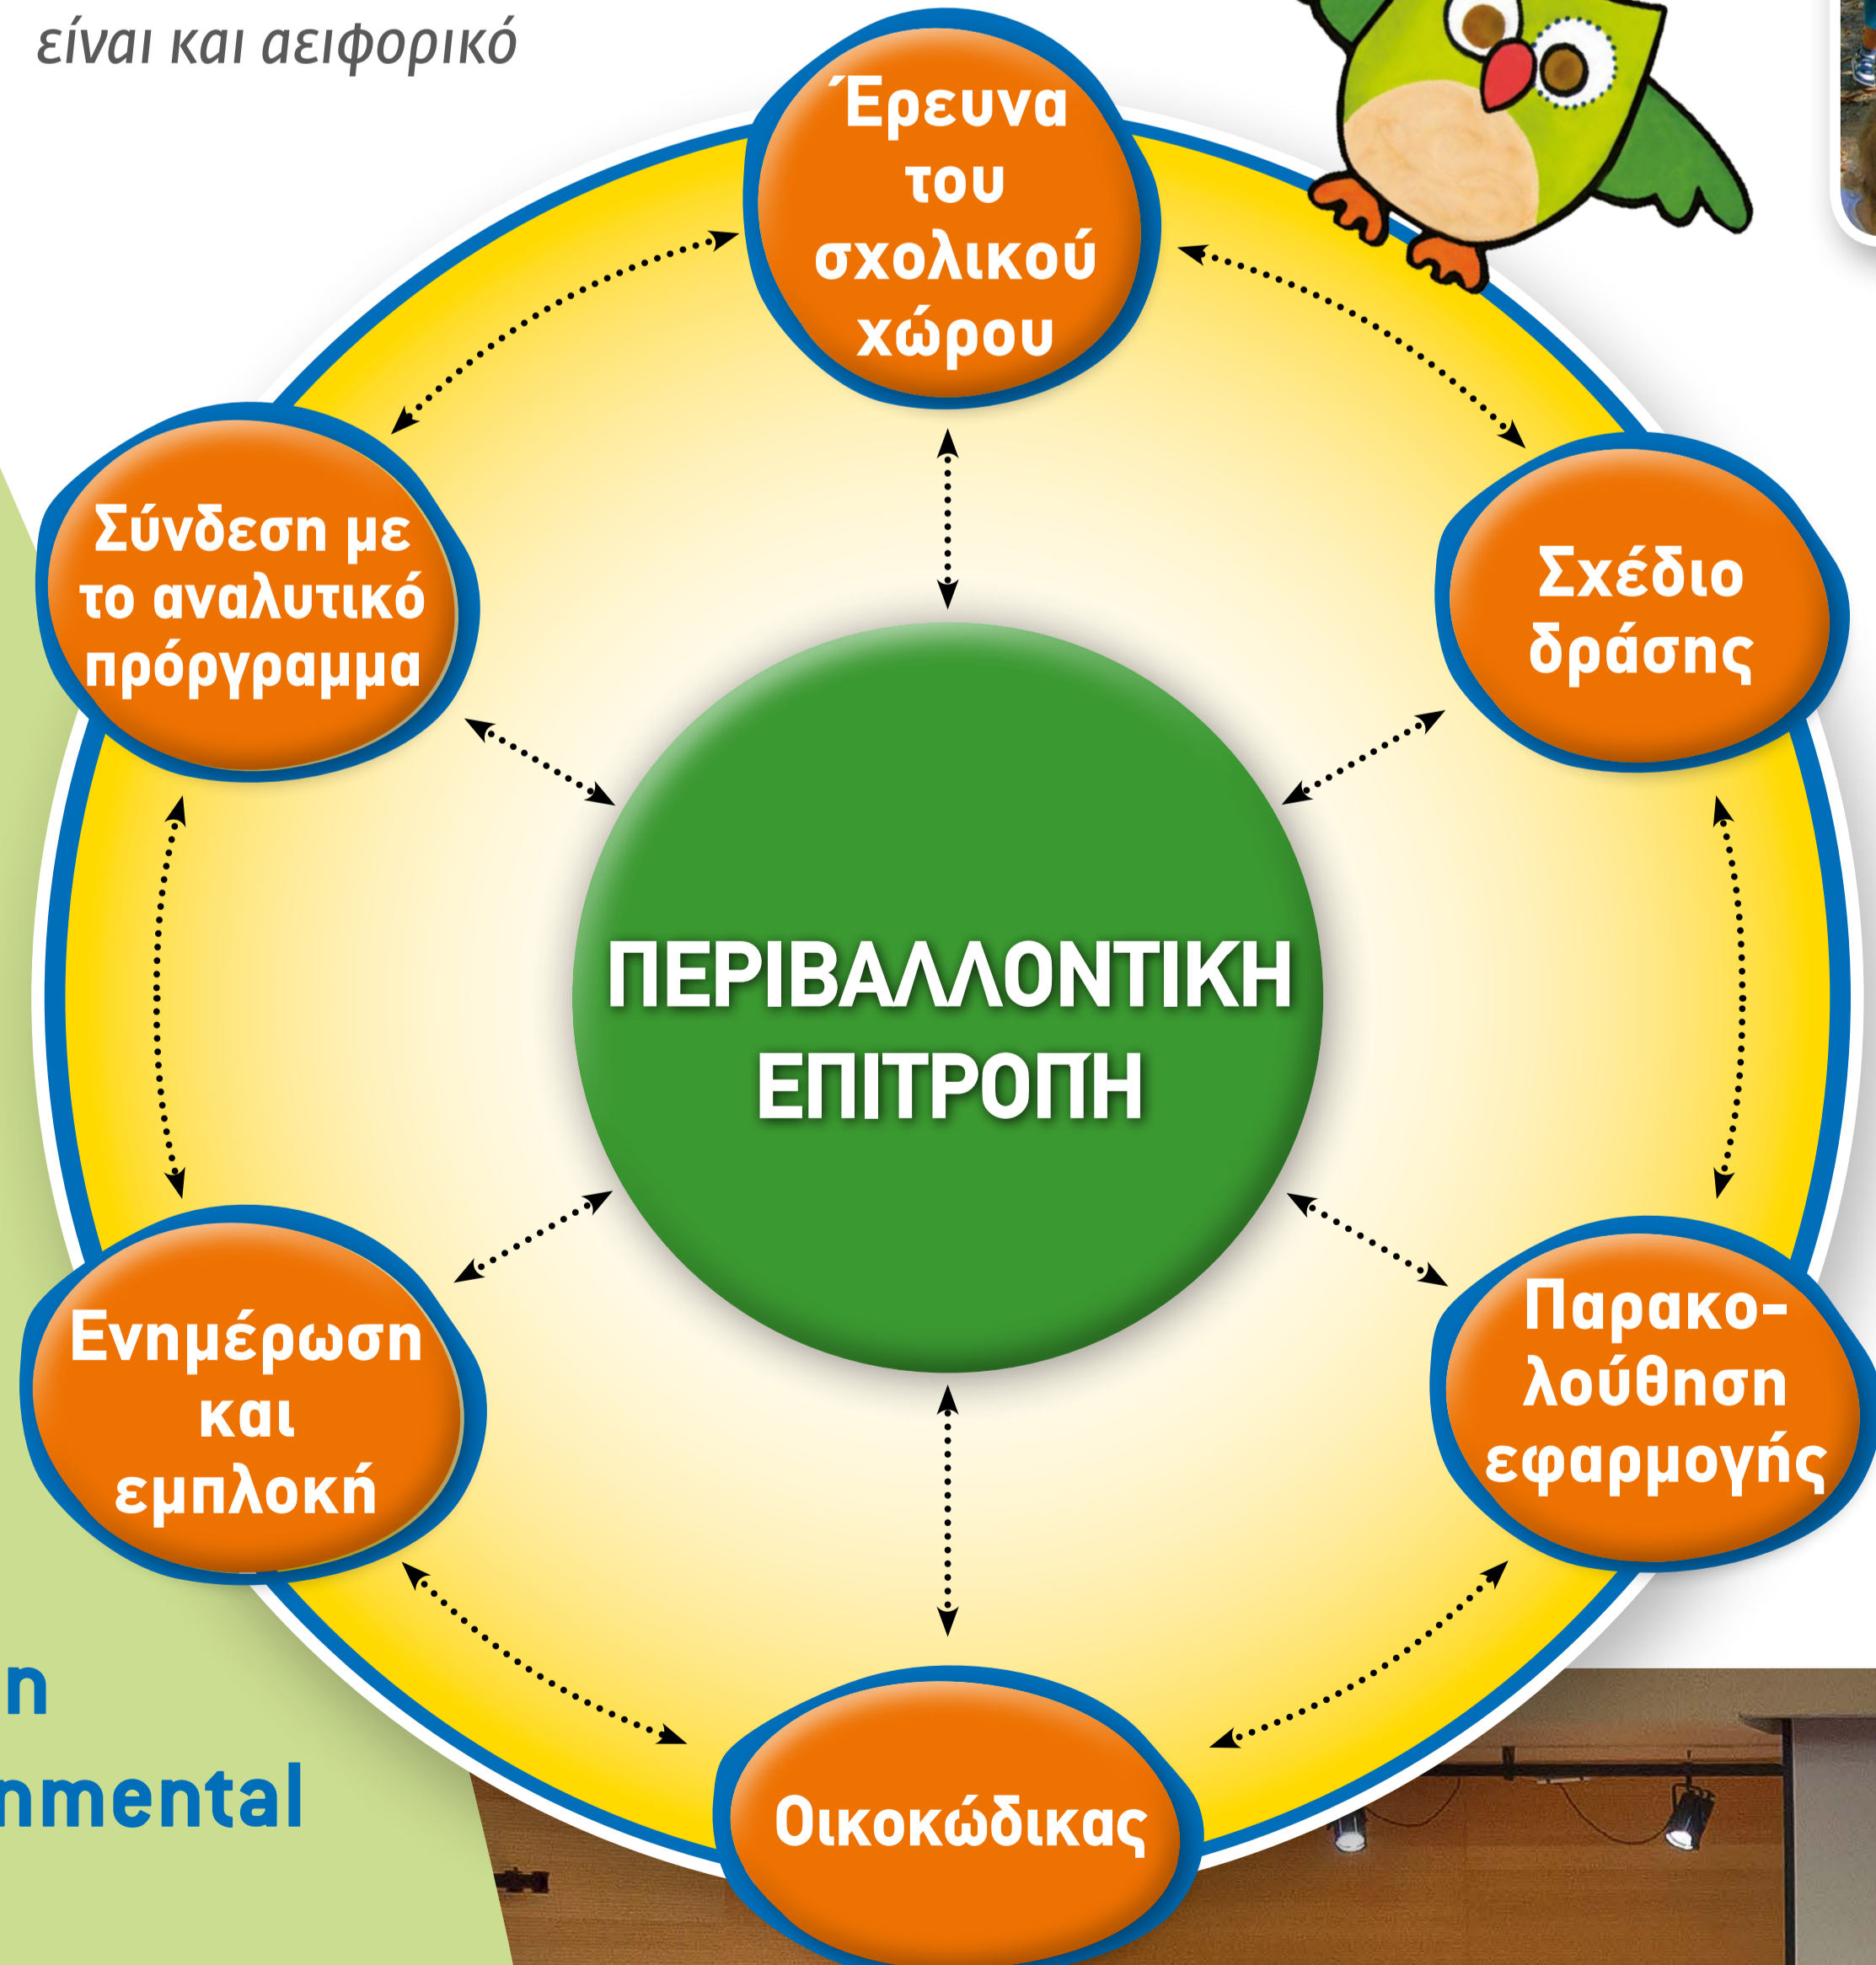 είναι και αειφορικό
Έρευνα
του
σχολικού
χώρου
Σύνδεση με
το αναλυτικό
πρόργραμμα
Σχέδιο
δράσης
ΠΕΡΙΒΑΛΛΟΝΤΙΚΗ
ΕΠΙΤΡΟΠΗ
Ενημέρωση
και
εμπλοκή
Παρακο-
λούθηση
εφαρμογής
Οικοκώδικας
n
nmental